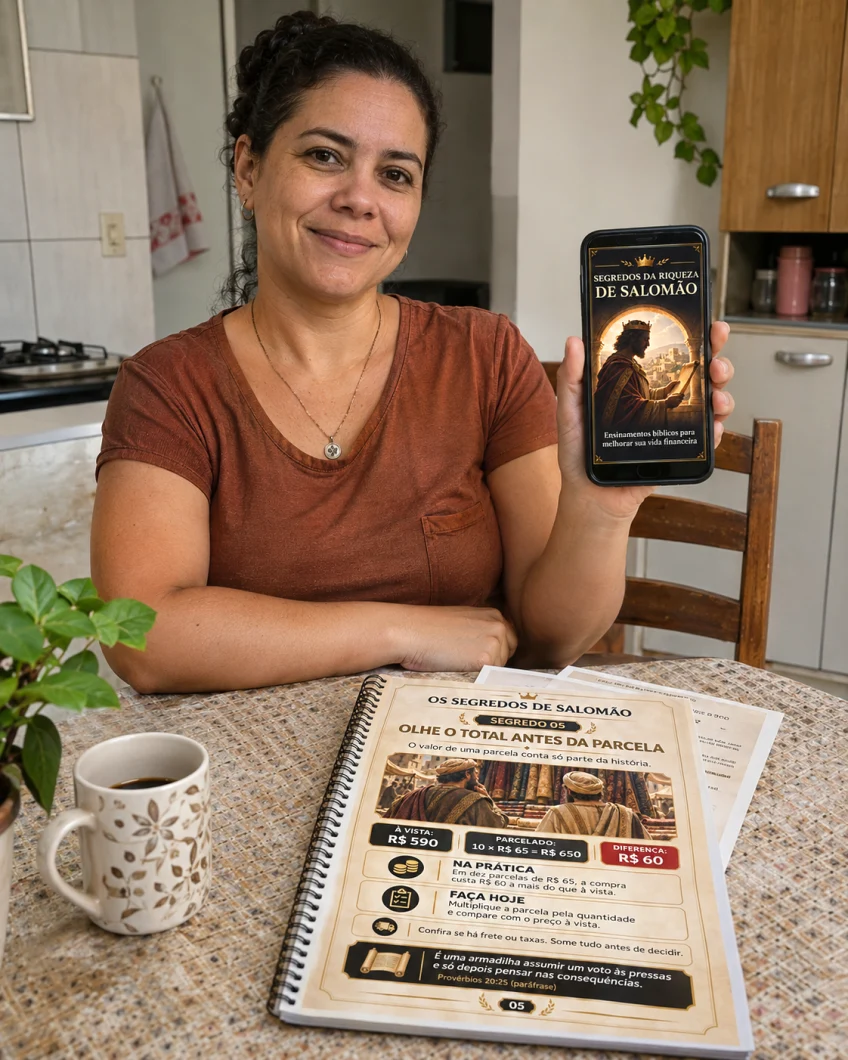 SEGREDOS DA RIQUEZA
DE SALOMÃO
Ensinamentos bíblicos para
melhorar sua vida financeira
OS SEGREDOS DE SALOMÃO
SEGREDO 05
OLHE O TOTAL ANTES DA PARCELA
O valor de uma parcela conta só parte da história.
À VISTA:
R$ 590
PARCELADO:
10 × R$ 65 = R$ 650
DIFERENÇA:
R$ 60
NA PRÁTICA
Em dez parcelas de R$ 65, a compra
custa R$ 60 a mais do que à vista.
FAÇA HOJE
Multiplique a parcela pela quantidade
e compare com o preço à vista.
Confira se há frete ou taxas. Some tudo antes de decidir.
É uma armadilha assumir um voto às pressas
e só depois pensar nas consequências.
Provérbios 20:25 (paráfrase)
05